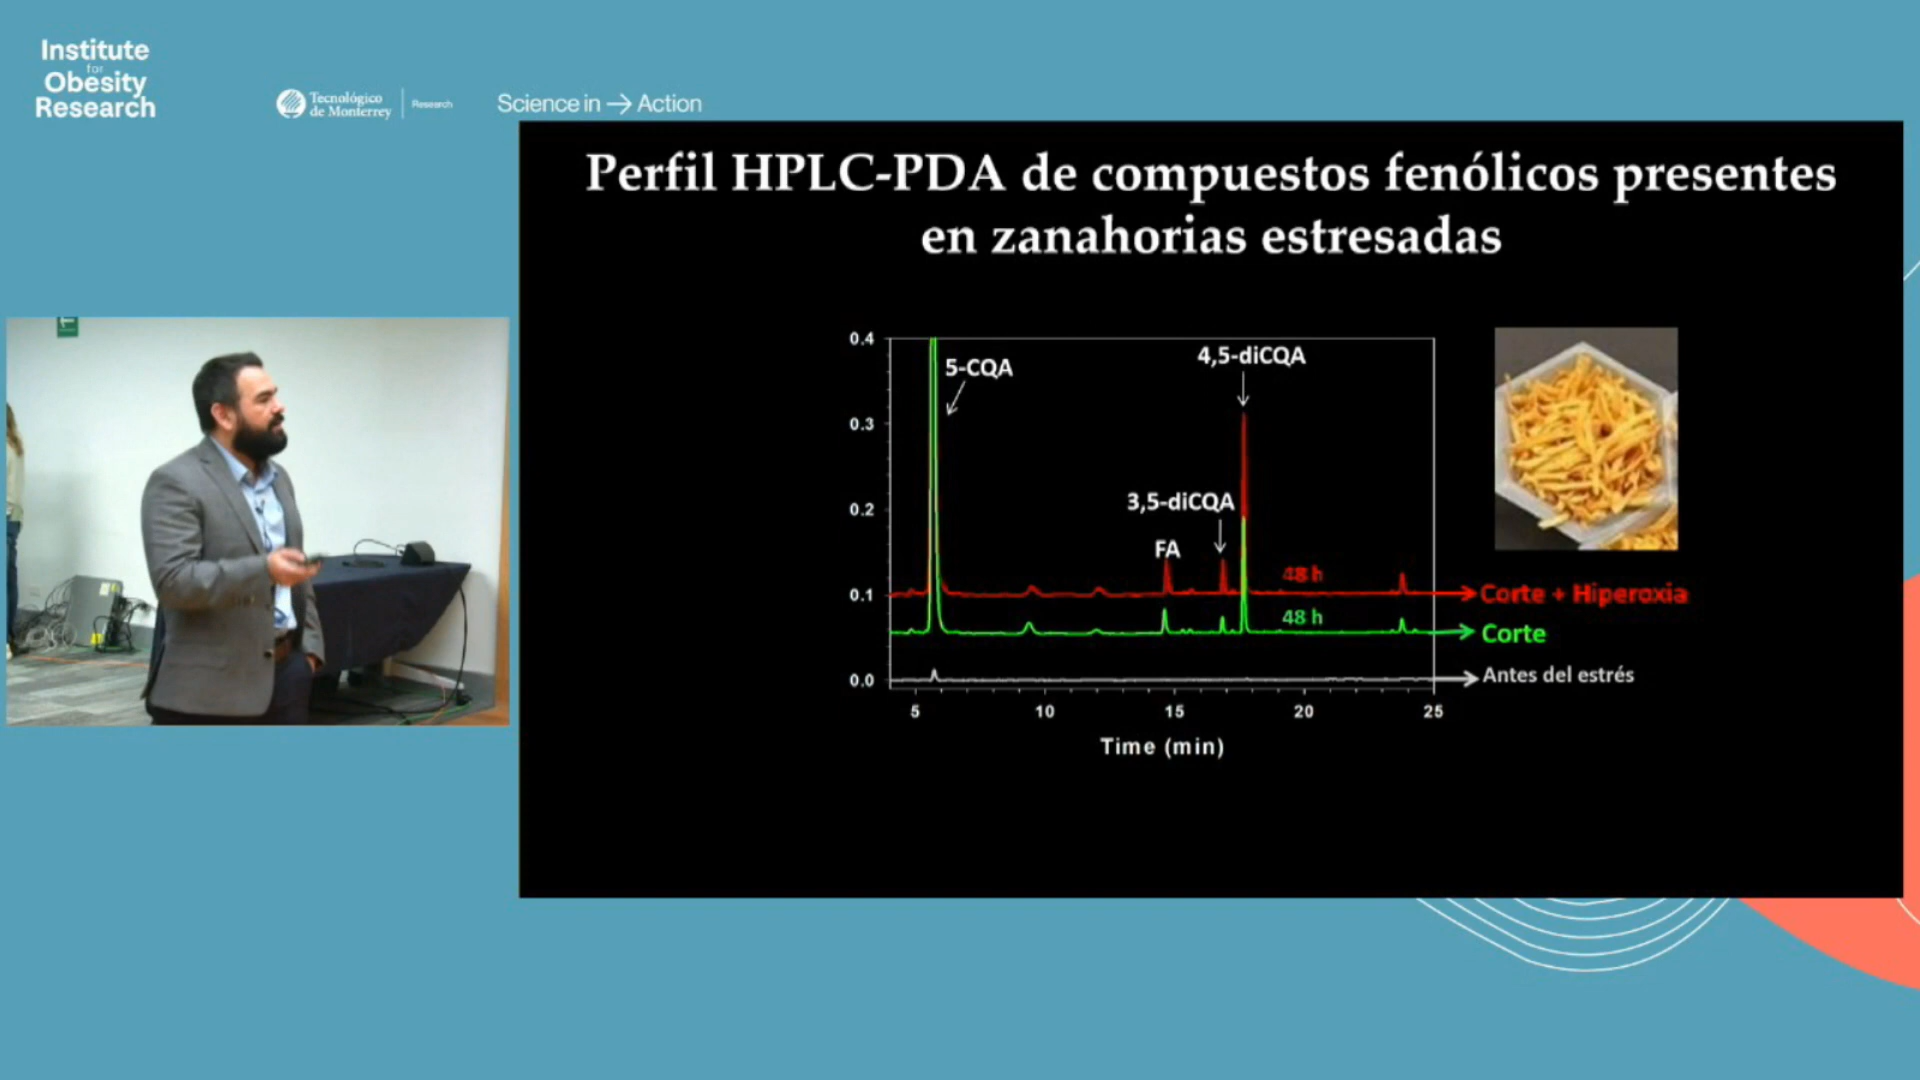 Institute
for
Obesity
Research
Tecnológico
de Monterrey
Research
Science in → Action
Perfil HPLC-PDA de compuestos fenólicos presentes
en zanahorias estresadas
0.4
0.3
0.2
0.1
0.0
5-CQA
4,5-diCQA
3,5-diCQA
FA
48 h
48 h
Corte + Hiperoxia
Corte
Antes del estrés
5
10
15
20
25
Time (min)